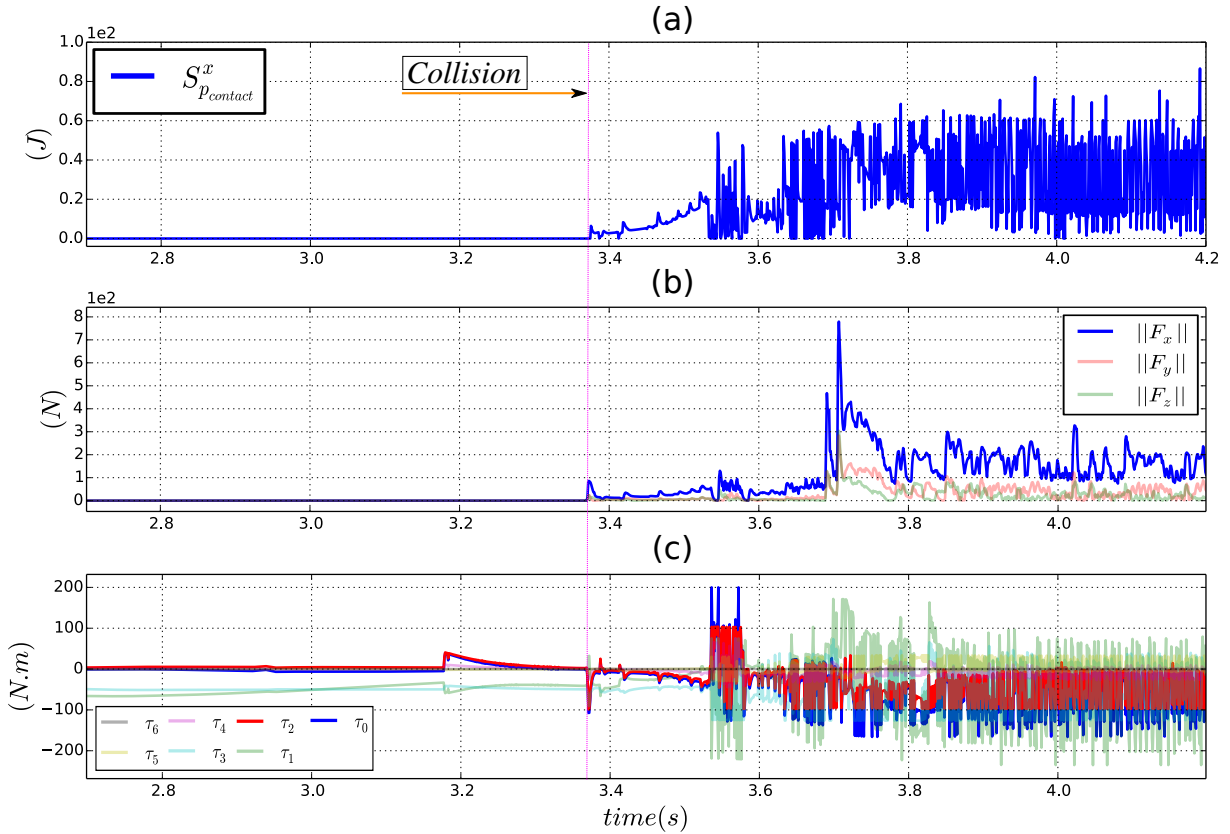 (a)
1e2
1.0
0.8
0.6
0.4
0.2
0.0
(J)
S^x_{p_{contact}}
Collision
2.8 3.0 3.2 3.4 3.6 3.8 4.0 4.2
(b)
1e2
8
7
6
5
4
3
2
1
0
(N)
||F_x||
||F_y||
||F_z||
2.8 3.0 3.2 3.4 3.6 3.8 4.0
(c)
200
100
0
−100
−200
(N.m)
τ_6 τ_4 τ_2 τ_0
τ_5 τ_3 τ_1
2.8 3.0 3.2 3.4 3.6 3.8 4.0
time(s)